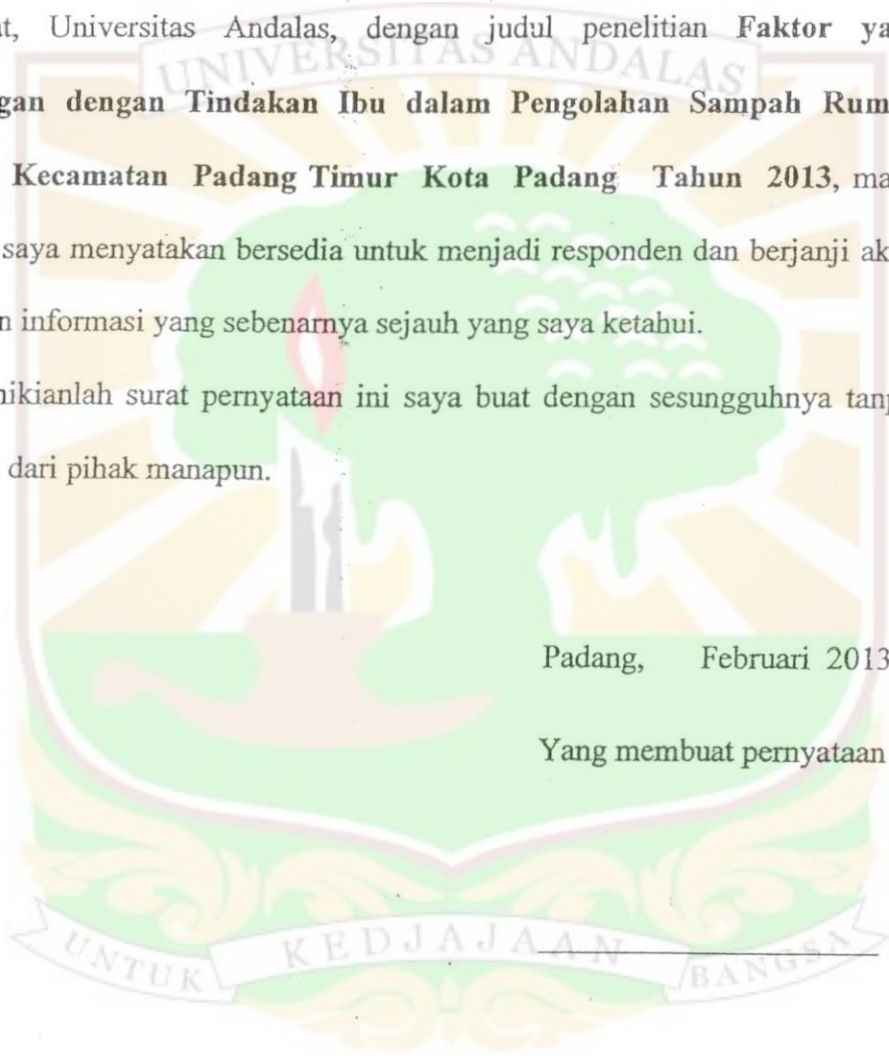 at, Universitas Andalas, dengan judul penelitian Faktor ya
UNIVERSITAS ANDALAS
gan dengan Tindakan Ibu dalam Pengolahan Sampah Rum
Kecamatan Padang Timur Kota Padang Tahun 2013, ma
saya menyatakan bersedia untuk menjadi responden dan berjanji ak
n informasi yang sebenarnya sejauh yang saya ketahui.
nikianlah surat pernyataan ini saya buat dengan sesungguhnya tanp
dari pihak manapun.
Padang, Februari 2013
Yang membuat pernyataan
UNTUK KEDJAJAAN BANGSA